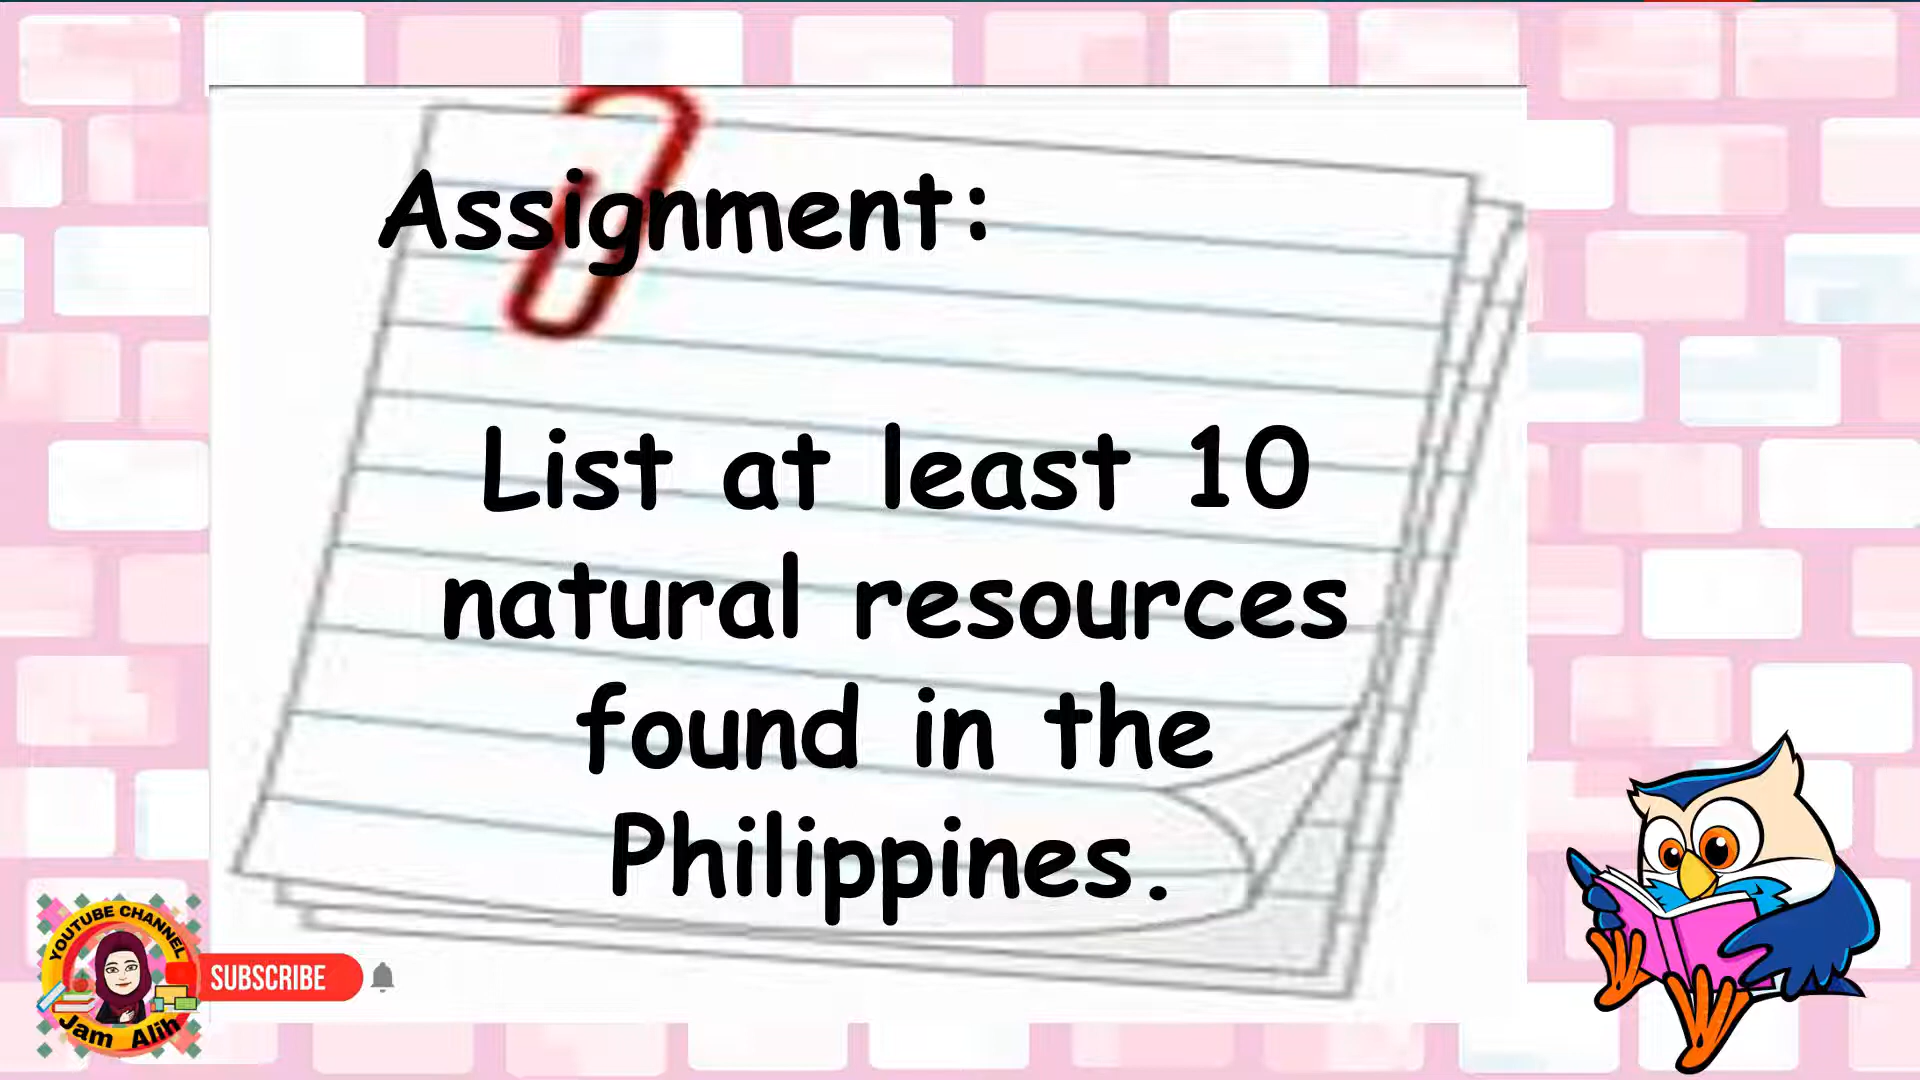 Assignment:
List at least 10
natural resources
found in the
Philippines.
YOUTUBE CHANNEL
Jam Alih
SUBSCRIBE